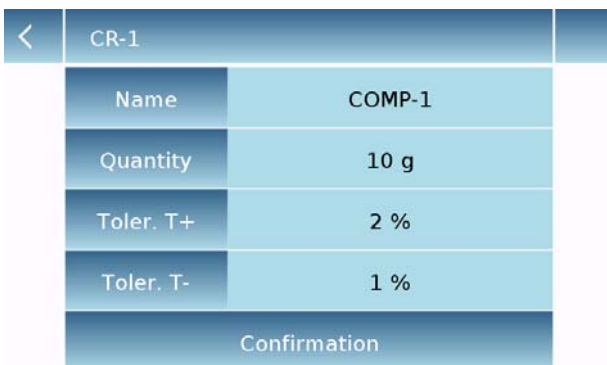 CR-1
Name COMP-1
Quantity 10 g
Toler. T+ 2 %
Toler. T- 1 %
Confirmation